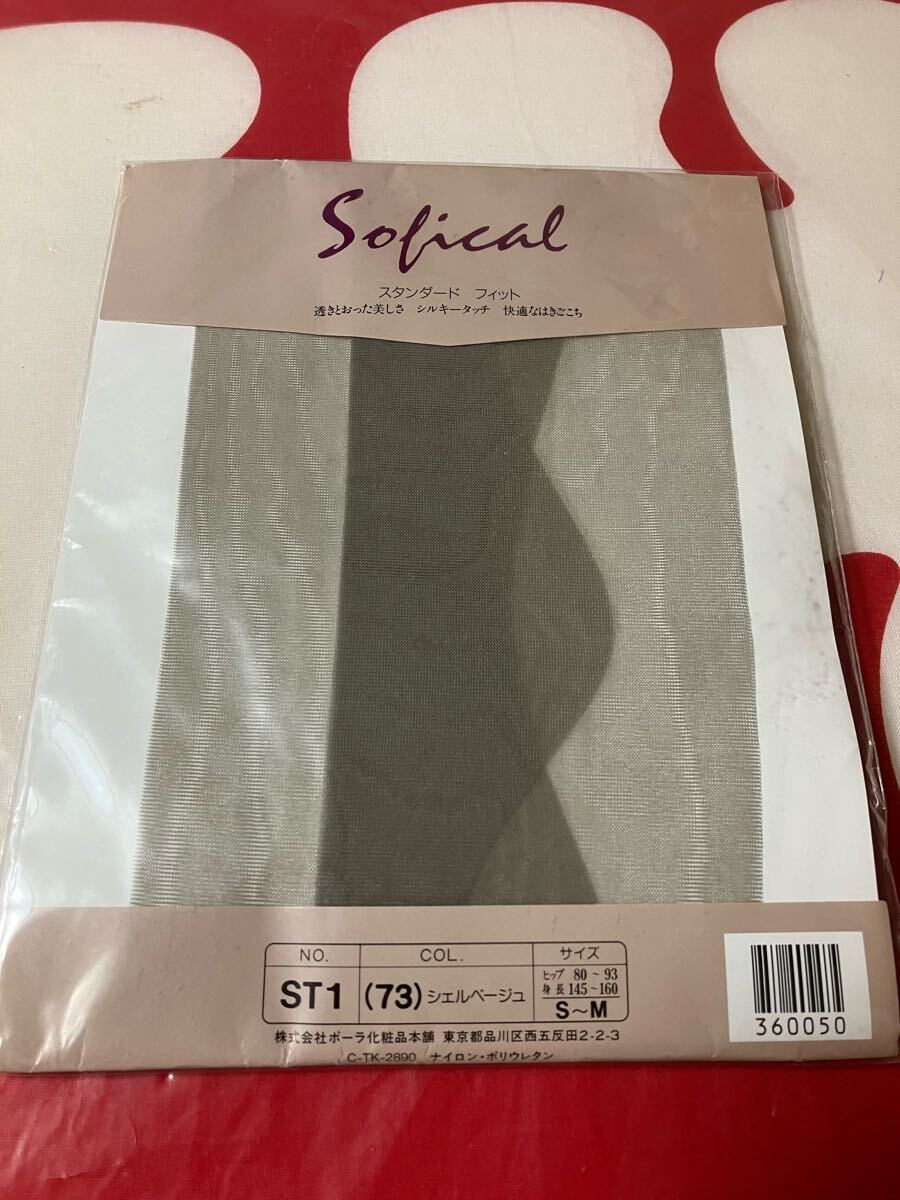 Sofical
スタンダード フィット
透きとおった美しさ シルキータッチ 快適なはきごこち
NO. COL. サイズ
ST1 (73)シェルベージュ ヒップ 80~93
身長145~160
S~M
株式会社ポーラ化粧品本舗 東京都品川区西五反田2-2-3
C-TK-2890 ナイロン・ポリウレタン
360050